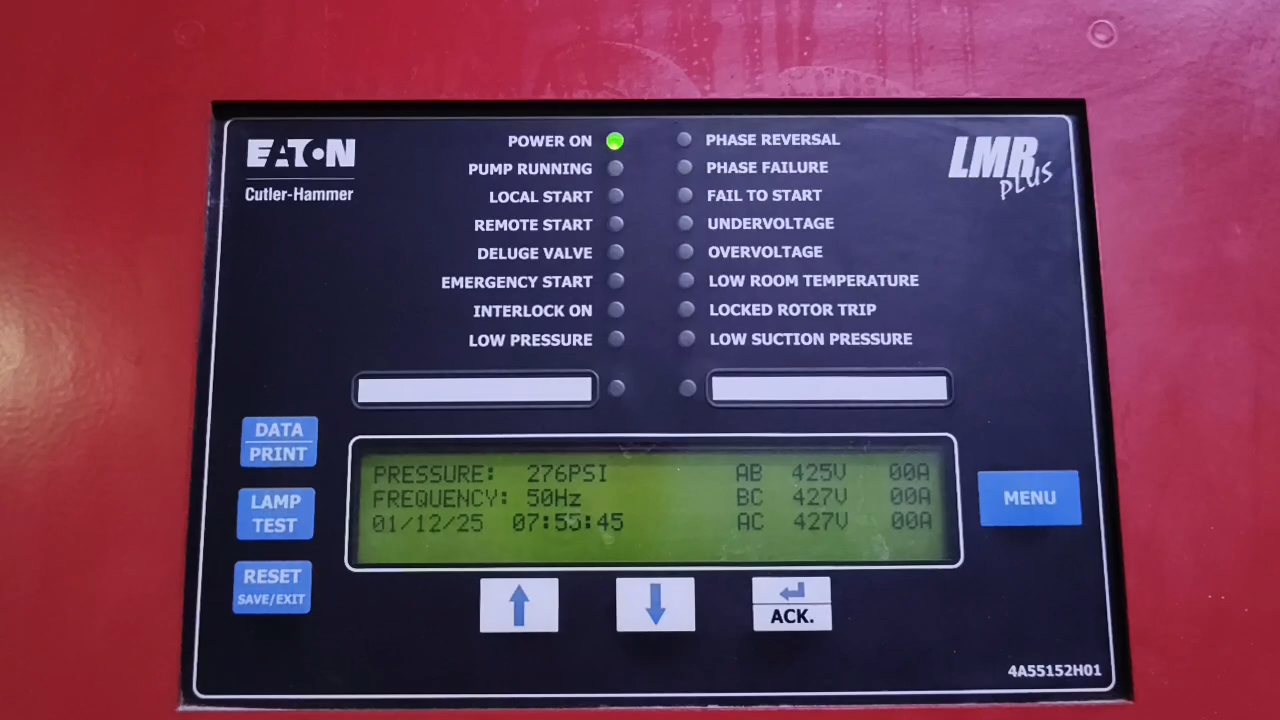 EATON
Cutler-Hammer
LMR PLUS
POWER ON
PUMP RUNNING
LOCAL START
REMOTE START
DELUGE VALVE
EMERGENCY START
INTERLOCK ON
LOW PRESSURE
PHASE REVERSAL
PHASE FAILURE
FAIL TO START
UNDERVOLTAGE
OVERVOLTAGE
LOW ROOM TEMPERATURE
LOCKED ROTOR TRIP
LOW SUCTION PRESSURE
DATA
PRINT
LAMP
TEST
RESET
SAVE/EXIT
PRESSURE: 276PSI AB 425V 00A
FREQUENCY: 50Hz BC 427V 00A
01/12/25 07:55:45 AC 427V 00A
MENU
ACK.
4A55152H01